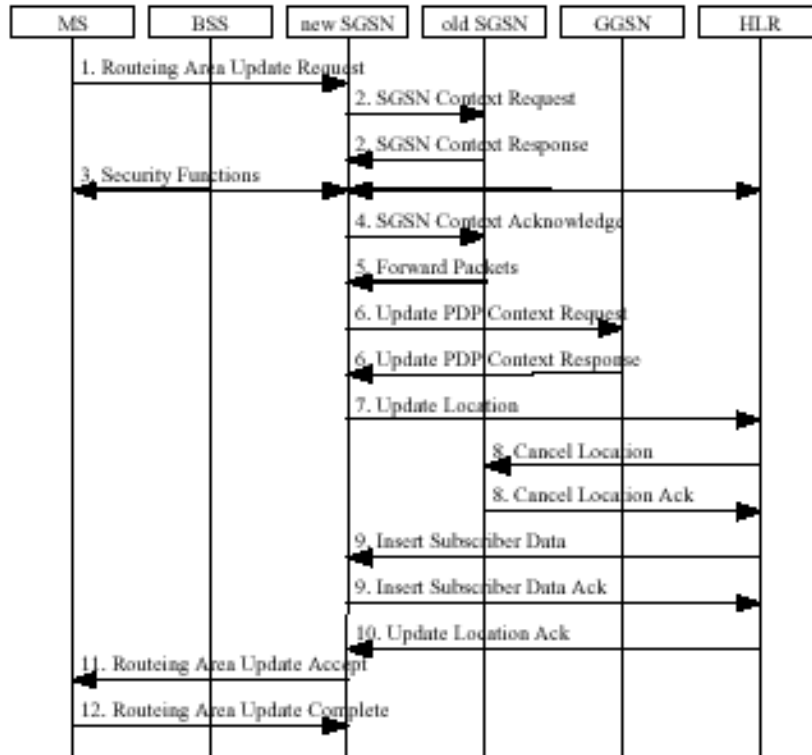 MS BSS new SGSN old SGSN GGSN HLR
1. Routeing Area Update Request
2. SGSN Context Request
2. SGSN Context Response
3. Security Functions
4. SGSN Context Acknowledge
5. Forward Packets
6. Update PDP Context Request
6. Update PDP Context Response
7. Update Location
8. Cancel Location
8. Cancel Location Ack
9. Insert Subscriber Data
9. Insert Subscriber Data Ack
10. Update Location Ack
11. Routeing Area Update Accept
12. Routeing Area Update Complete